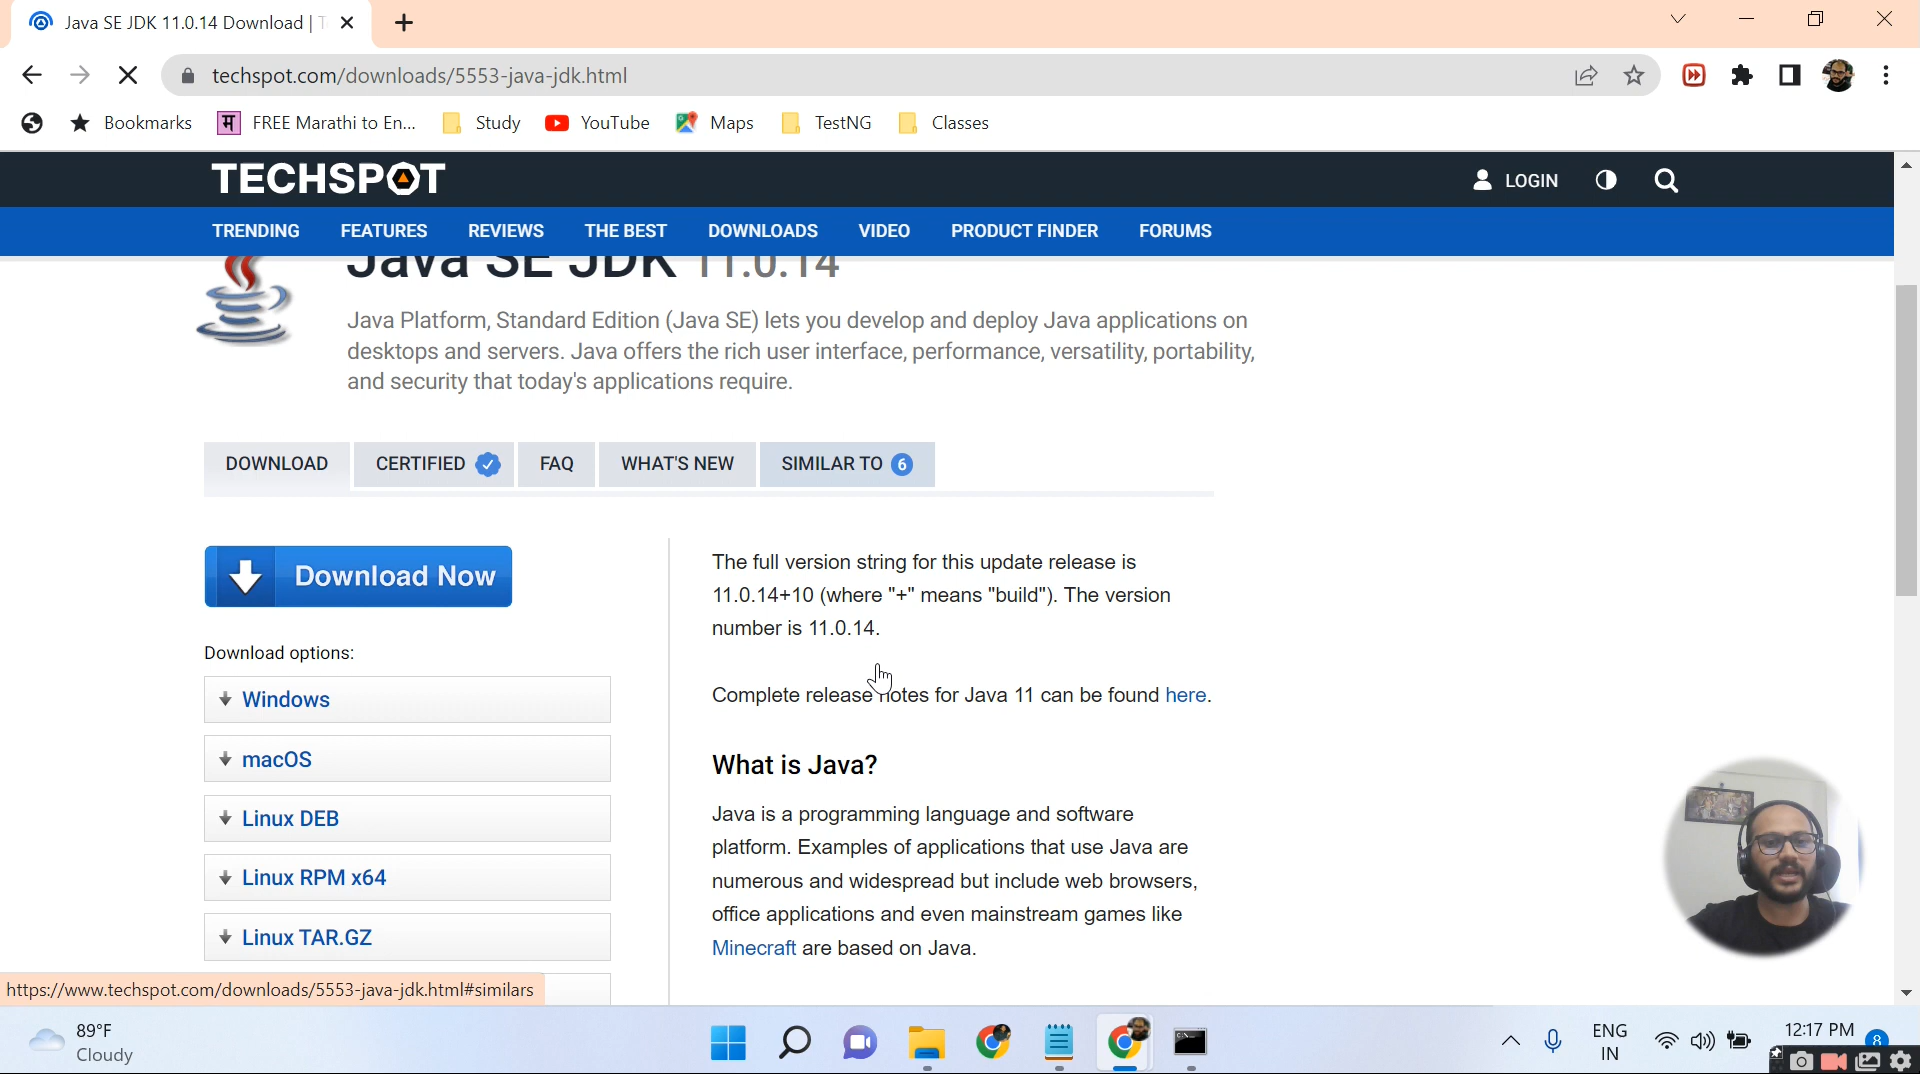 Java SE JDK 11.0.14 Download | T
techspot.com/downloads/5553-java-jdk.html
Bookmarks
म FREE Marathi to En...
Study
YouTube
Maps
TestNG
Classes
TECHSPOT
LOGIN
TRENDING FEATURES REVIEWS THE BEST DOWNLOADS VIDEO PRODUCT FINDER FORUMS
Java SE JDK 11.0.14
Java Platform, Standard Edition (Java SE) lets you develop and deploy Java applications on
desktops and servers. Java offers the rich user interface, performance, versatility, portability,
and security that today's applications require.
DOWNLOAD CERTIFIED FAQ WHAT'S NEW SIMILAR TO 6
Download Now
Download options:
Windows
macOS
Linux DEB
Linux RPM x64
Linux TAR.GZ
The full version string for this update release is
11.0.14+10 (where "+" means "build"). The version
number is 11.0.14.
Complete release notes for Java 11 can be found here.
What is Java?
Java is a programming language and software
platform. Examples of applications that use Java are
numerous and widespread but include web browsers,
office applications and even mainstream games like
Minecraft are based on Java.
https://www.techspot.com/downloads/5553-java-jdk.html#similars
89°F
Cloudy
ENG
IN
12:17 PM
8